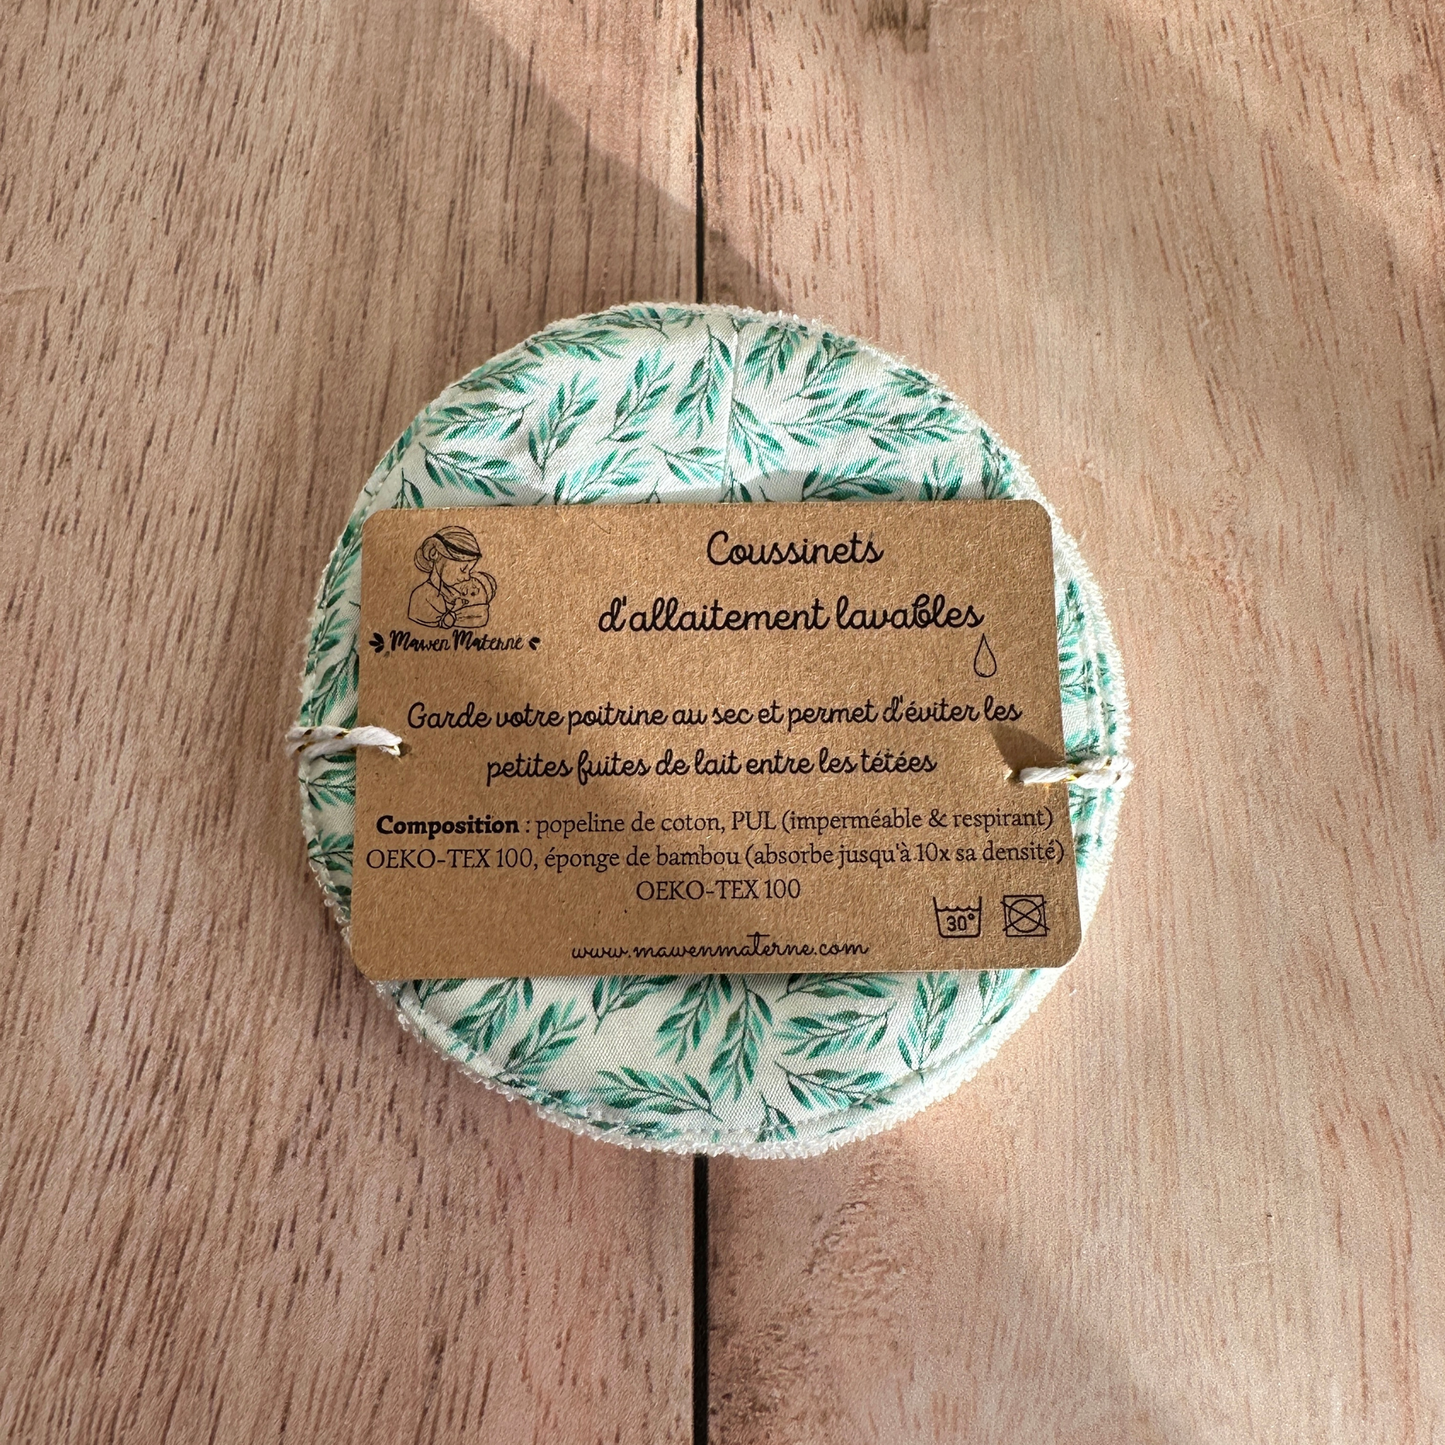 Coussinets
d'allaitement lavables
Mawen Materne
Garde votre poitrine au sec et permet d'éviter les
petites fuites de lait entre les tétées
Composition : popeline de coton, PUL (imperméable & respirant)
OEKO-TEX 100, éponge de bambou (absorbe jusqu'à 10x sa densité)
OEKO-TEX 100
30°
www.mawenmaterne.com